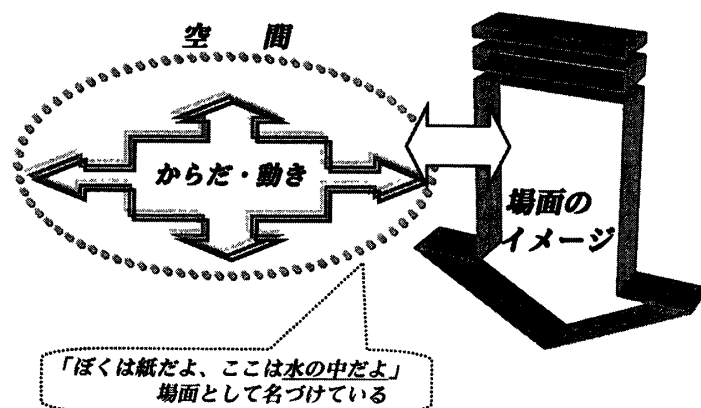 空　間
からだ・動き
場面の
イメージ
「ぼくは紙だよ、ここは水の中だよ」
場面として名づけている